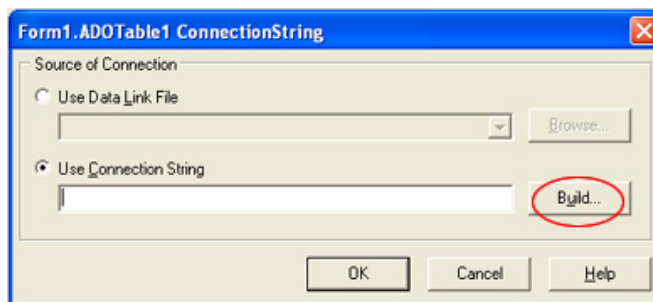 Form1.ADOTable1 ConnectionString
Source of Connection
Use Data Link File
Browse...
Use Connection String
Build...
OK Cancel Help